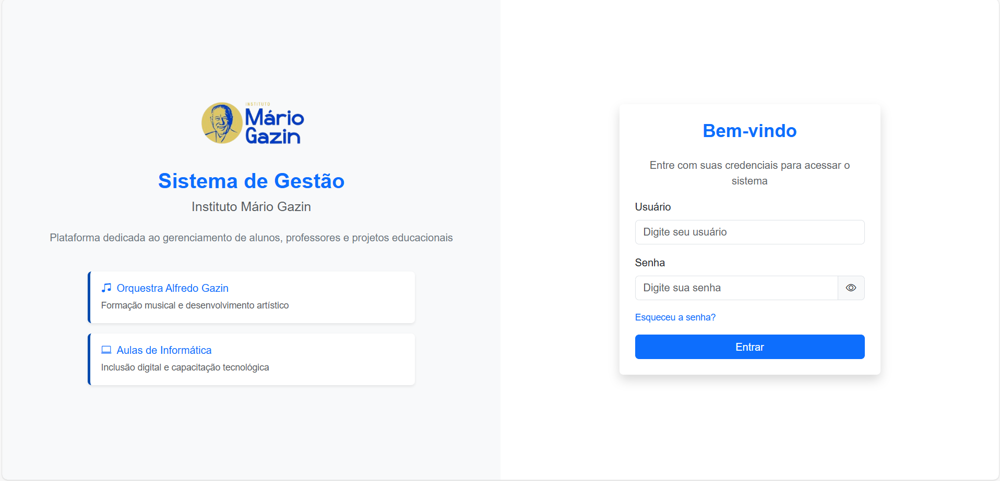 INSTITUTO
Mário
Gazin
Sistema de Gestão
Instituto Mário Gazin
Plataforma dedicada ao gerenciamento de alunos, professores e projetos educacionais
Orquestra Alfredo Gazin
Formação musical e desenvolvimento artístico
Aulas de Informática
Inclusão digital e capacitação tecnológica
Bem-vindo
Entre com suas credenciais para acessar o
sistema
Usuário
Digite seu usuário
Senha
Digite sua senha
Esqueceu a senha?
Entrar